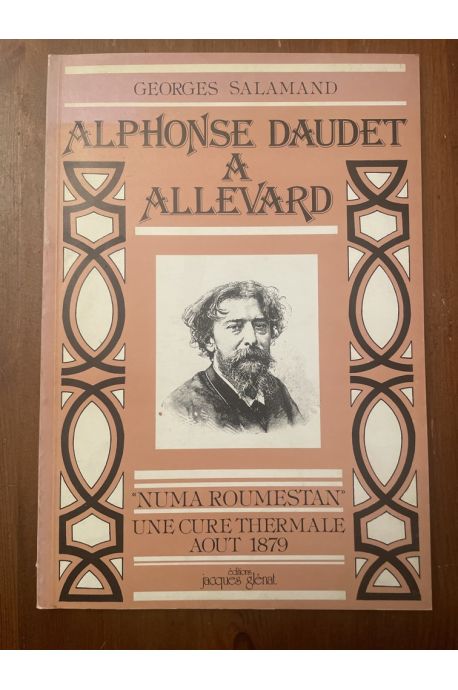 GEORGES SALAMAND
ALPHONSE DAUDET
A
ALLEVARD
"NUMA ROUMESTAN"
UNE CURE THERMALE
AOUT 1879
éditions
jacques glénat